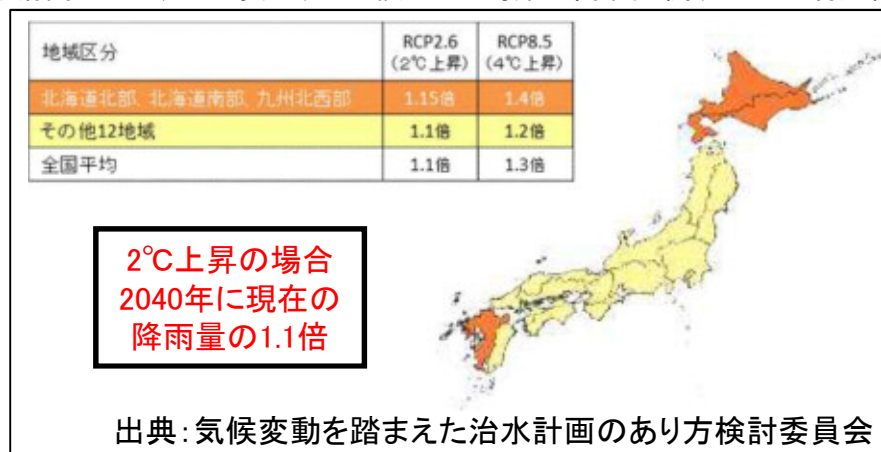 地域区分 RCP2.6 RCP8.5
(2℃上昇) (4℃上昇)
北海道北部、北海道南部、九州北西部 1.15倍 1.4倍
その他12地域 1.1倍 1.2倍
全国平均 1.1倍 1.3倍
2℃上昇の場合
2040年に現在の
降雨量の1.1倍
出典：気候変動を踏まえた治水計画のあり方検討委員会